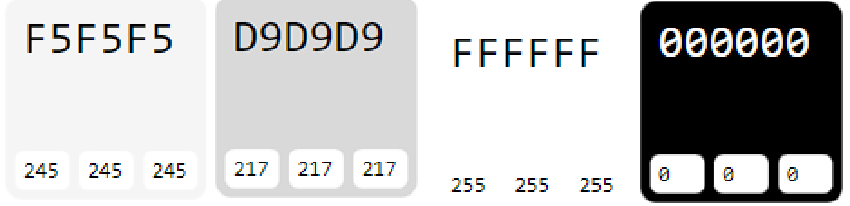 F5F5F5
245 245 245
D9D9D9
217 217 217
FFFFFF
255 255 255
000000
0 0 0